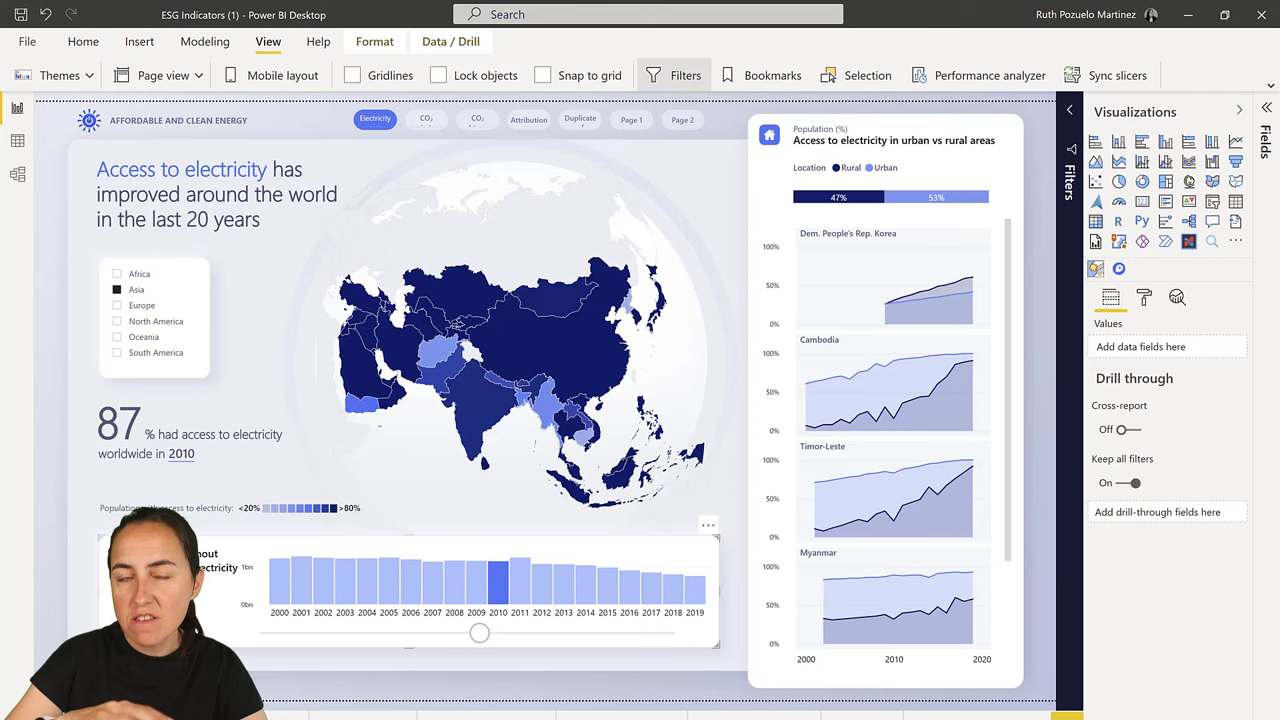 ESG Indicators (1) - Power BI Desktop
Search
Ruth Pozuelo Martinez
File
Home
Insert
Modeling
View
Help
Format
Data / Drill
Themes
Page view
Mobile layout
Gridlines
Lock objects
Snap to grid
Filters
Bookmarks
Selection
Performance analyzer
Sync slicers
AFFORDABLE AND CLEAN ENERGY
Electricity
CO₂
CO₂
Attribution
Duplicate
Page 1
Page 2
Access to electricity has
improved around the world
in the last 20 years
Africa
Asia
Europe
North America
Oceania
South America
87 % had access to electricity
worldwide in 2010
with access to electricity: <20% >80%
electricity
1bn
0bn
2000 2001 2002 2003 2004 2005 2006 2007 2008 2009 2010 2011 2012 2013 2014 2015 2016 2017 2018 2019
Population (%)
Access to electricity in urban vs rural areas
Location Rural Urban
47% 53%
Dem. People's Rep. Korea
100%
50%
0%
Cambodia
100%
50%
0%
Timor-Leste
100%
50%
0%
Myanmar
100%
50%
0%
2000 2010 2020
Filters
Visualizations
R Py
Values
Add data fields here
Drill through
Cross-report
Off
Keep all filters
On
Add drill-through fields here
Fields